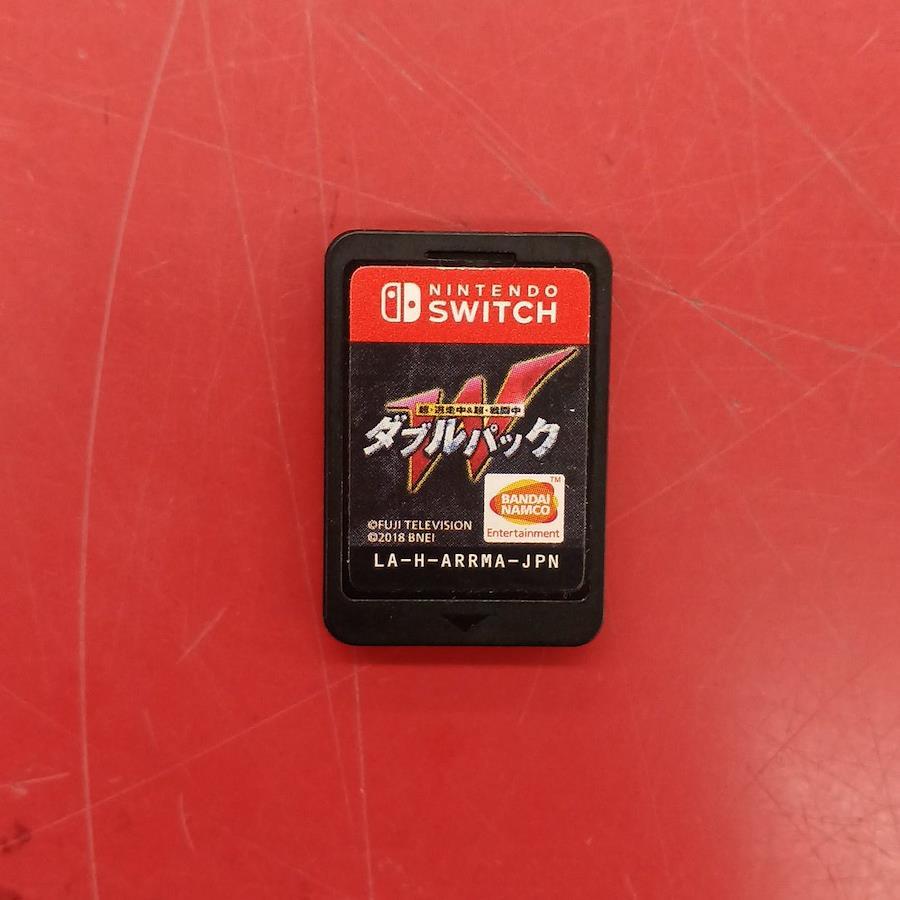 NINTENDO
SWITCH
超・逃走中&超・戦闘中
ダブルパック
W
TM
BANDAI
NAMCO
Entertainment
©FUJI TELEVISION
©2018 BNEI
LA-H-ARRMA-JPN